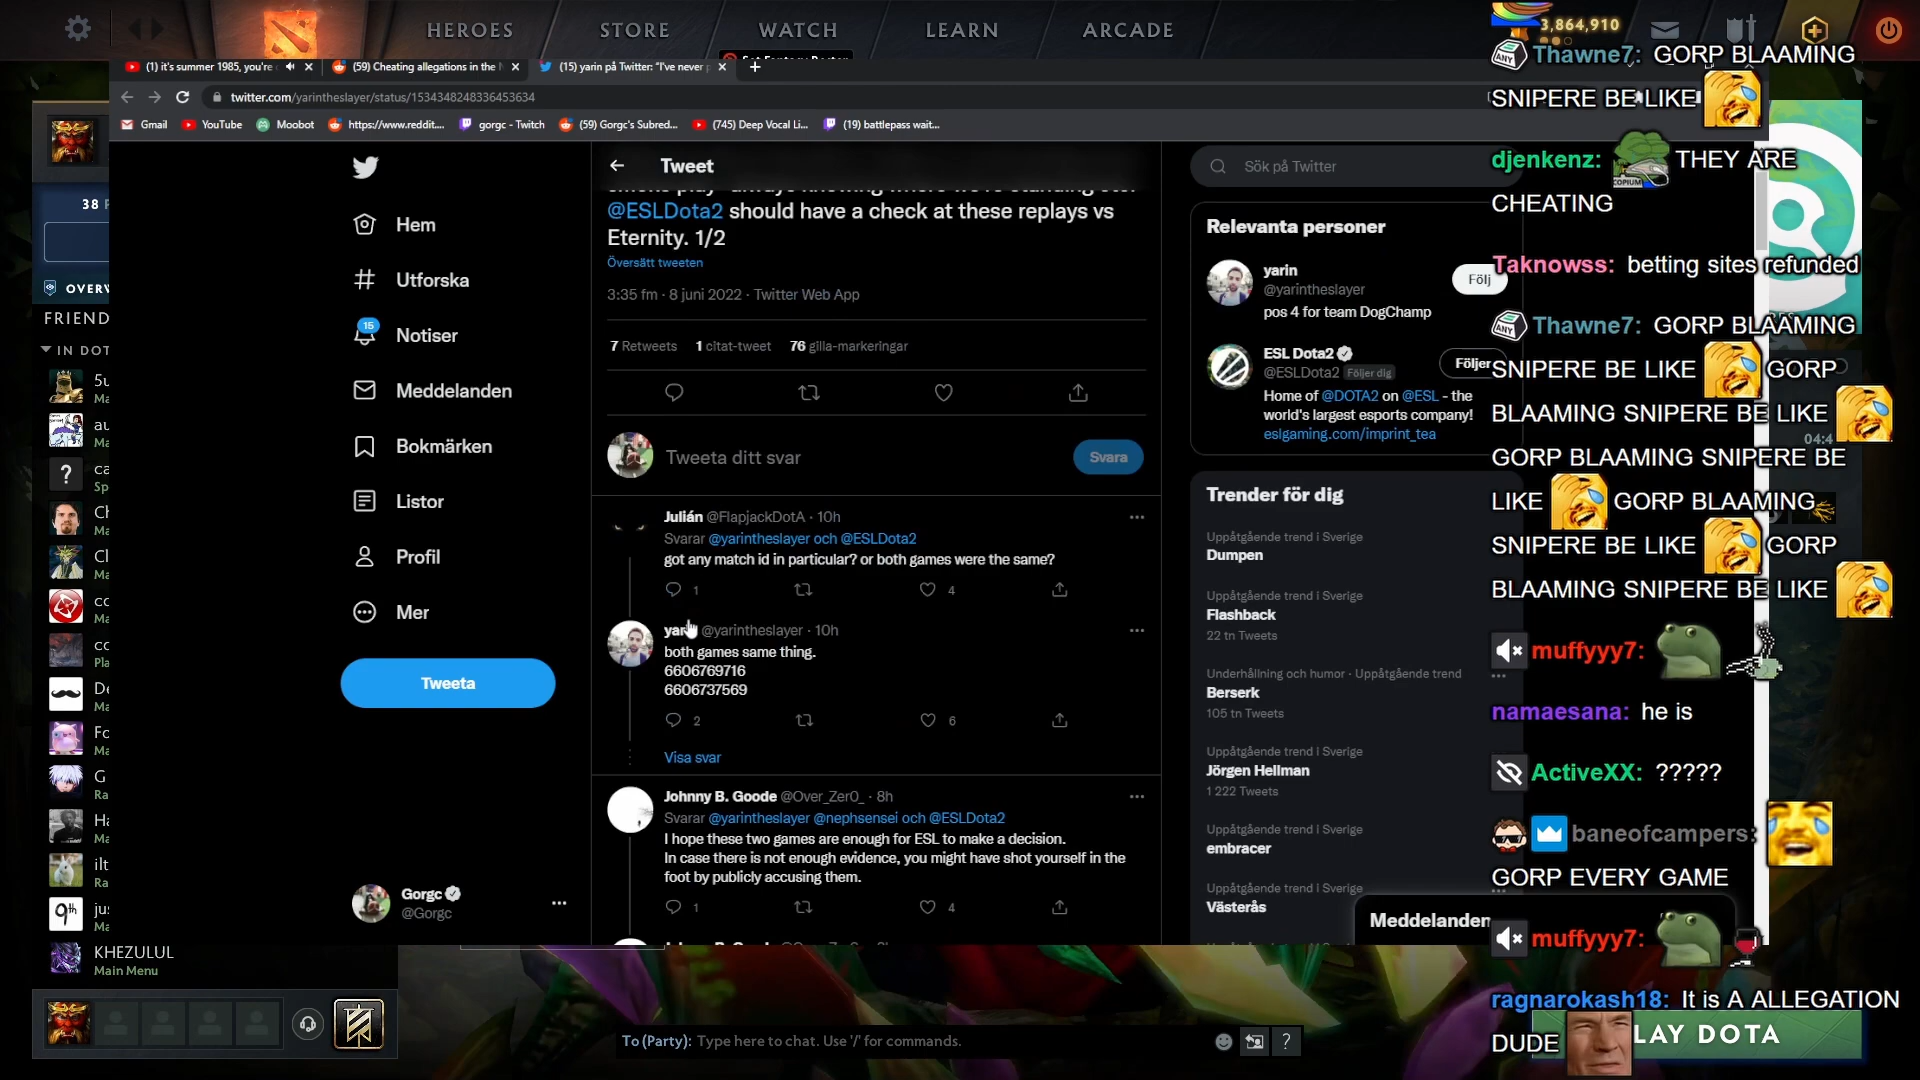 HEROES
STORE
WATCH
LEARN
ARCADE
3,864,910
(1) it's summer 1985, you're
(59) Cheating allegations in the
(15) yarin på Twitter: "I've never
twitter.com/yarintheslayer/status/1534348248336453634
Gmail
YouTube
Moobot
https://www.reddit....
gorgc - Twitch
(59) Gorgc's Subred...
(745) Deep Vocal Li...
(19) battlepass wait...
38
OVERV
FRIEND
IN DOT
KHEZULUL
Main Menu
Hem
Utforska
15
Notiser
Meddelanden
Bokmärken
Listor
Profil
Mer
Tweeta
Gorgc
@Gorgc
Tweet
@ESLDota2 should have a check at these replays vs
Eternity. 1/2
Översätt tweeten
3:35 fm · 8 juni 2022 · Twitter Web App
7 Retweets 1 citat-tweet 76 gilla-markeringar
Tweeta ditt svar
Svara
Julián @FlapjackDotA · 10h
Svarar @yarintheslayer och @ESLDota2
got any match id in particular? or both games were the same?
1 4
@yarintheslayer · 10h
both games same thing.
6606769716
6606737569
2 6
Visa svar
Johnny B. Goode @Over_Zer0_ · 8h
Svarar @yarintheslayer @nephsensei och @ESLDota2
I hope these two games are enough for ESL to make a decision.
In case there is not enough evidence, you might have shot yourself in the
foot by publicly accusing them.
1 4
Sök på Twitter
Relevanta personer
yarin
@yarintheslayer
pos 4 for team DogChamp
Följ
ESL Dota2
@ESLDota2 Följer dig
Följer
Home of @DOTA2 on @ESL - the
world's largest esports company!
eslgaming.com/imprint_tea
Trender för dig
Uppåtgående trend i Sverige
Dumpen
Uppåtgående trend i Sverige
Flashback
22 tn Tweets
Underhållning och humor · Uppåtgående trend
Berserk
105 tn Tweets
Uppåtgående trend i Sverige
Jörgen Hellman
1 222 Tweets
Uppåtgående trend i Sverige
embracer
Uppåtgående trend i Sverige
Västerås
Meddelanden
Thawne7: GORP BLAAMING
SNIPERE BE LIKE
djenkenz: THEY ARE
CHEATING
Taknowss: betting sites refunded
Thawne7: GORP BLAAMING
SNIPERE BE LIKE GORP
BLAAMING SNIPERE BE LIKE
GORP BLAAMING SNIPERE BE
LIKE GORP BLAAMING
SNIPERE BE LIKE GORP
BLAAMING SNIPERE BE LIKE
muffyyy7:
namaesana: he is
ActiveXX: ?????
baneofcampers:
GORP EVERY GAME
muffyyy7:
ragnarokash18: It is A ALLEGATION
DUDE
LAY DOTA
To (Party): Type here to chat. Use '/' for commands.